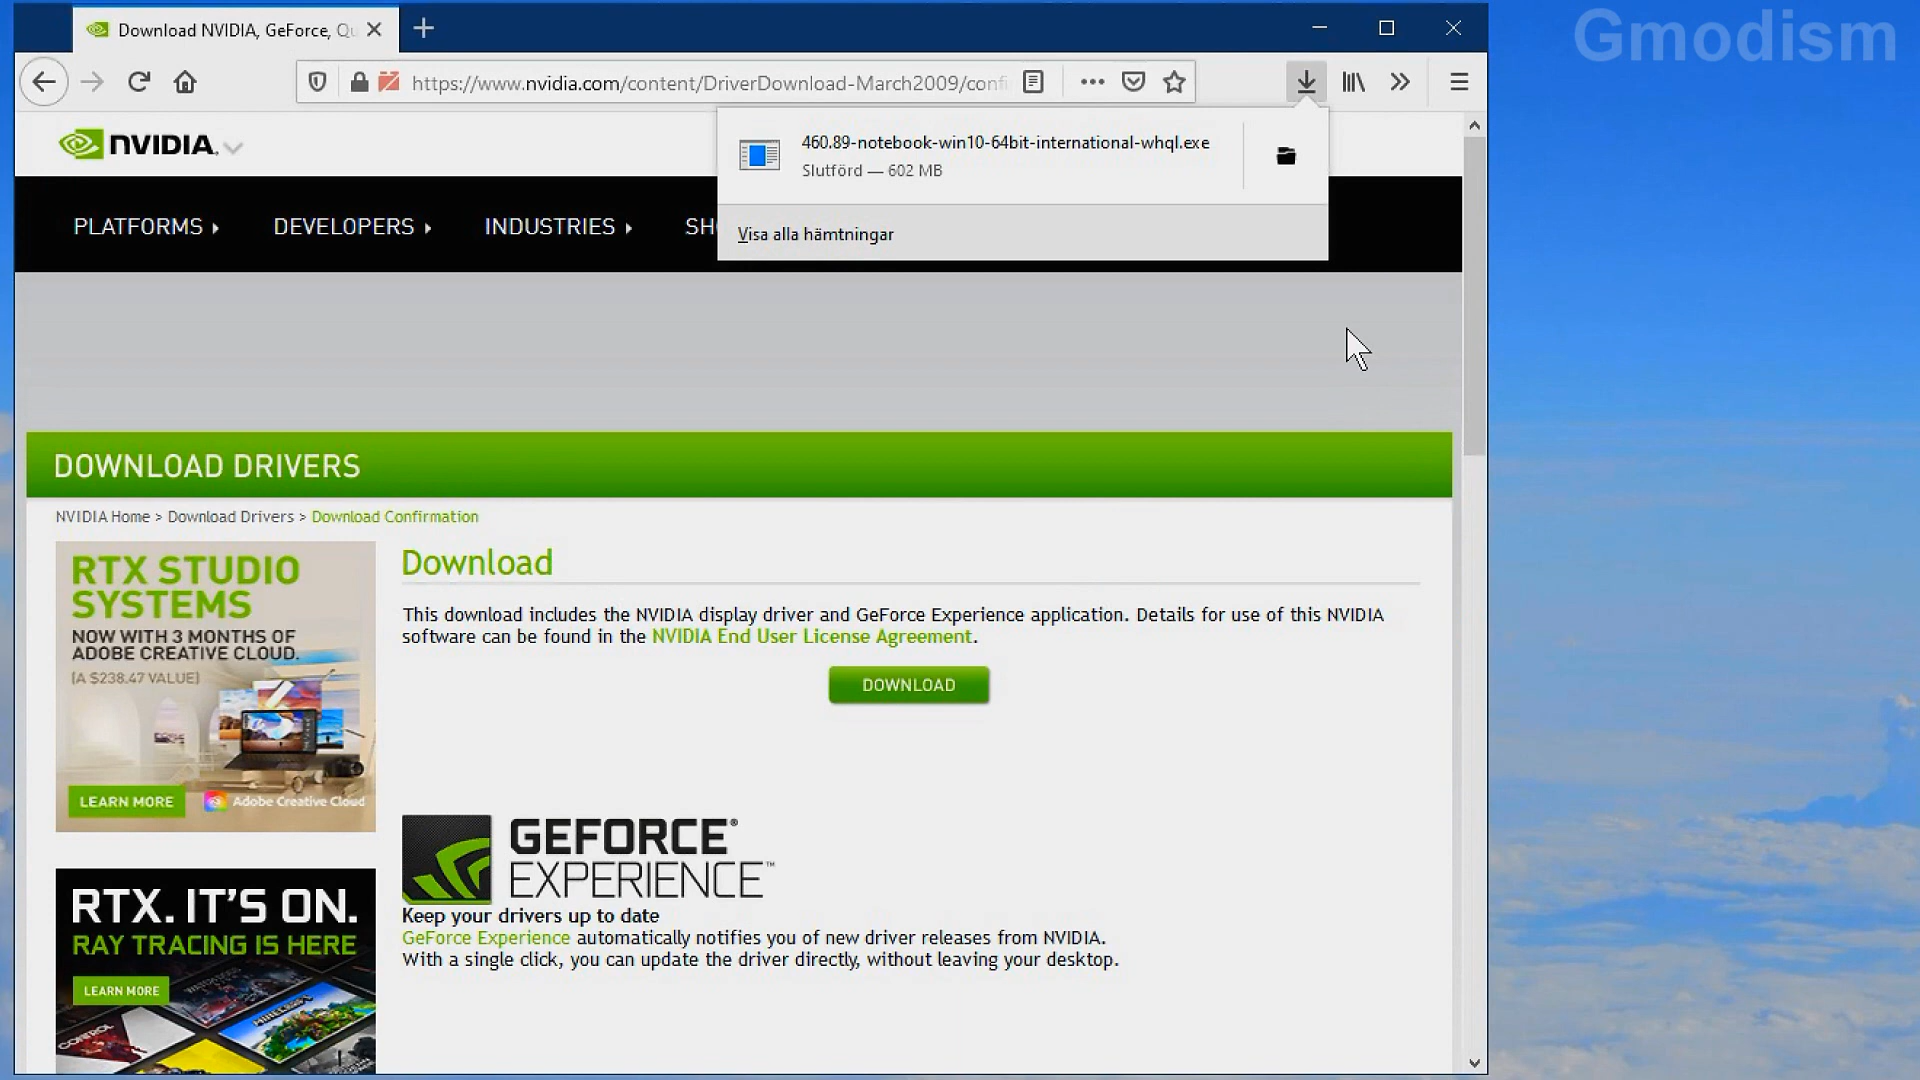 Gmodism
Download NVIDIA, GeForce, Qu
https://www.nvidia.com/content/DriverDownload-March2009/confi
460.89-notebook-win10-64bit-international-whql.exe
Slutförd — 602 MB
Visa alla hämtningar
NVIDIA.
PLATFORMS
DEVELOPERS
INDUSTRIES
SH
DOWNLOAD DRIVERS
NVIDIA Home > Download Drivers > Download Confirmation
RTX STUDIO
SYSTEMS
NOW WITH 3 MONTHS OF
ADOBE CREATIVE CLOUD.
(A $238.47 VALUE)
LEARN MORE
Adobe Creative Cloud
Download
This download includes the NVIDIA display driver and GeForce Experience application. Details for use of this NVIDIA
software can be found in the NVIDIA End User License Agreement.
DOWNLOAD
GEFORCE®
EXPERIENCE™
Keep your drivers up to date
GeForce Experience automatically notifies you of new driver releases from NVIDIA.
With a single click, you can update the driver directly, without leaving your desktop.
RTX. IT'S ON.
RAY TRACING IS HERE
LEARN MORE
CONTROL
MINECRAFT